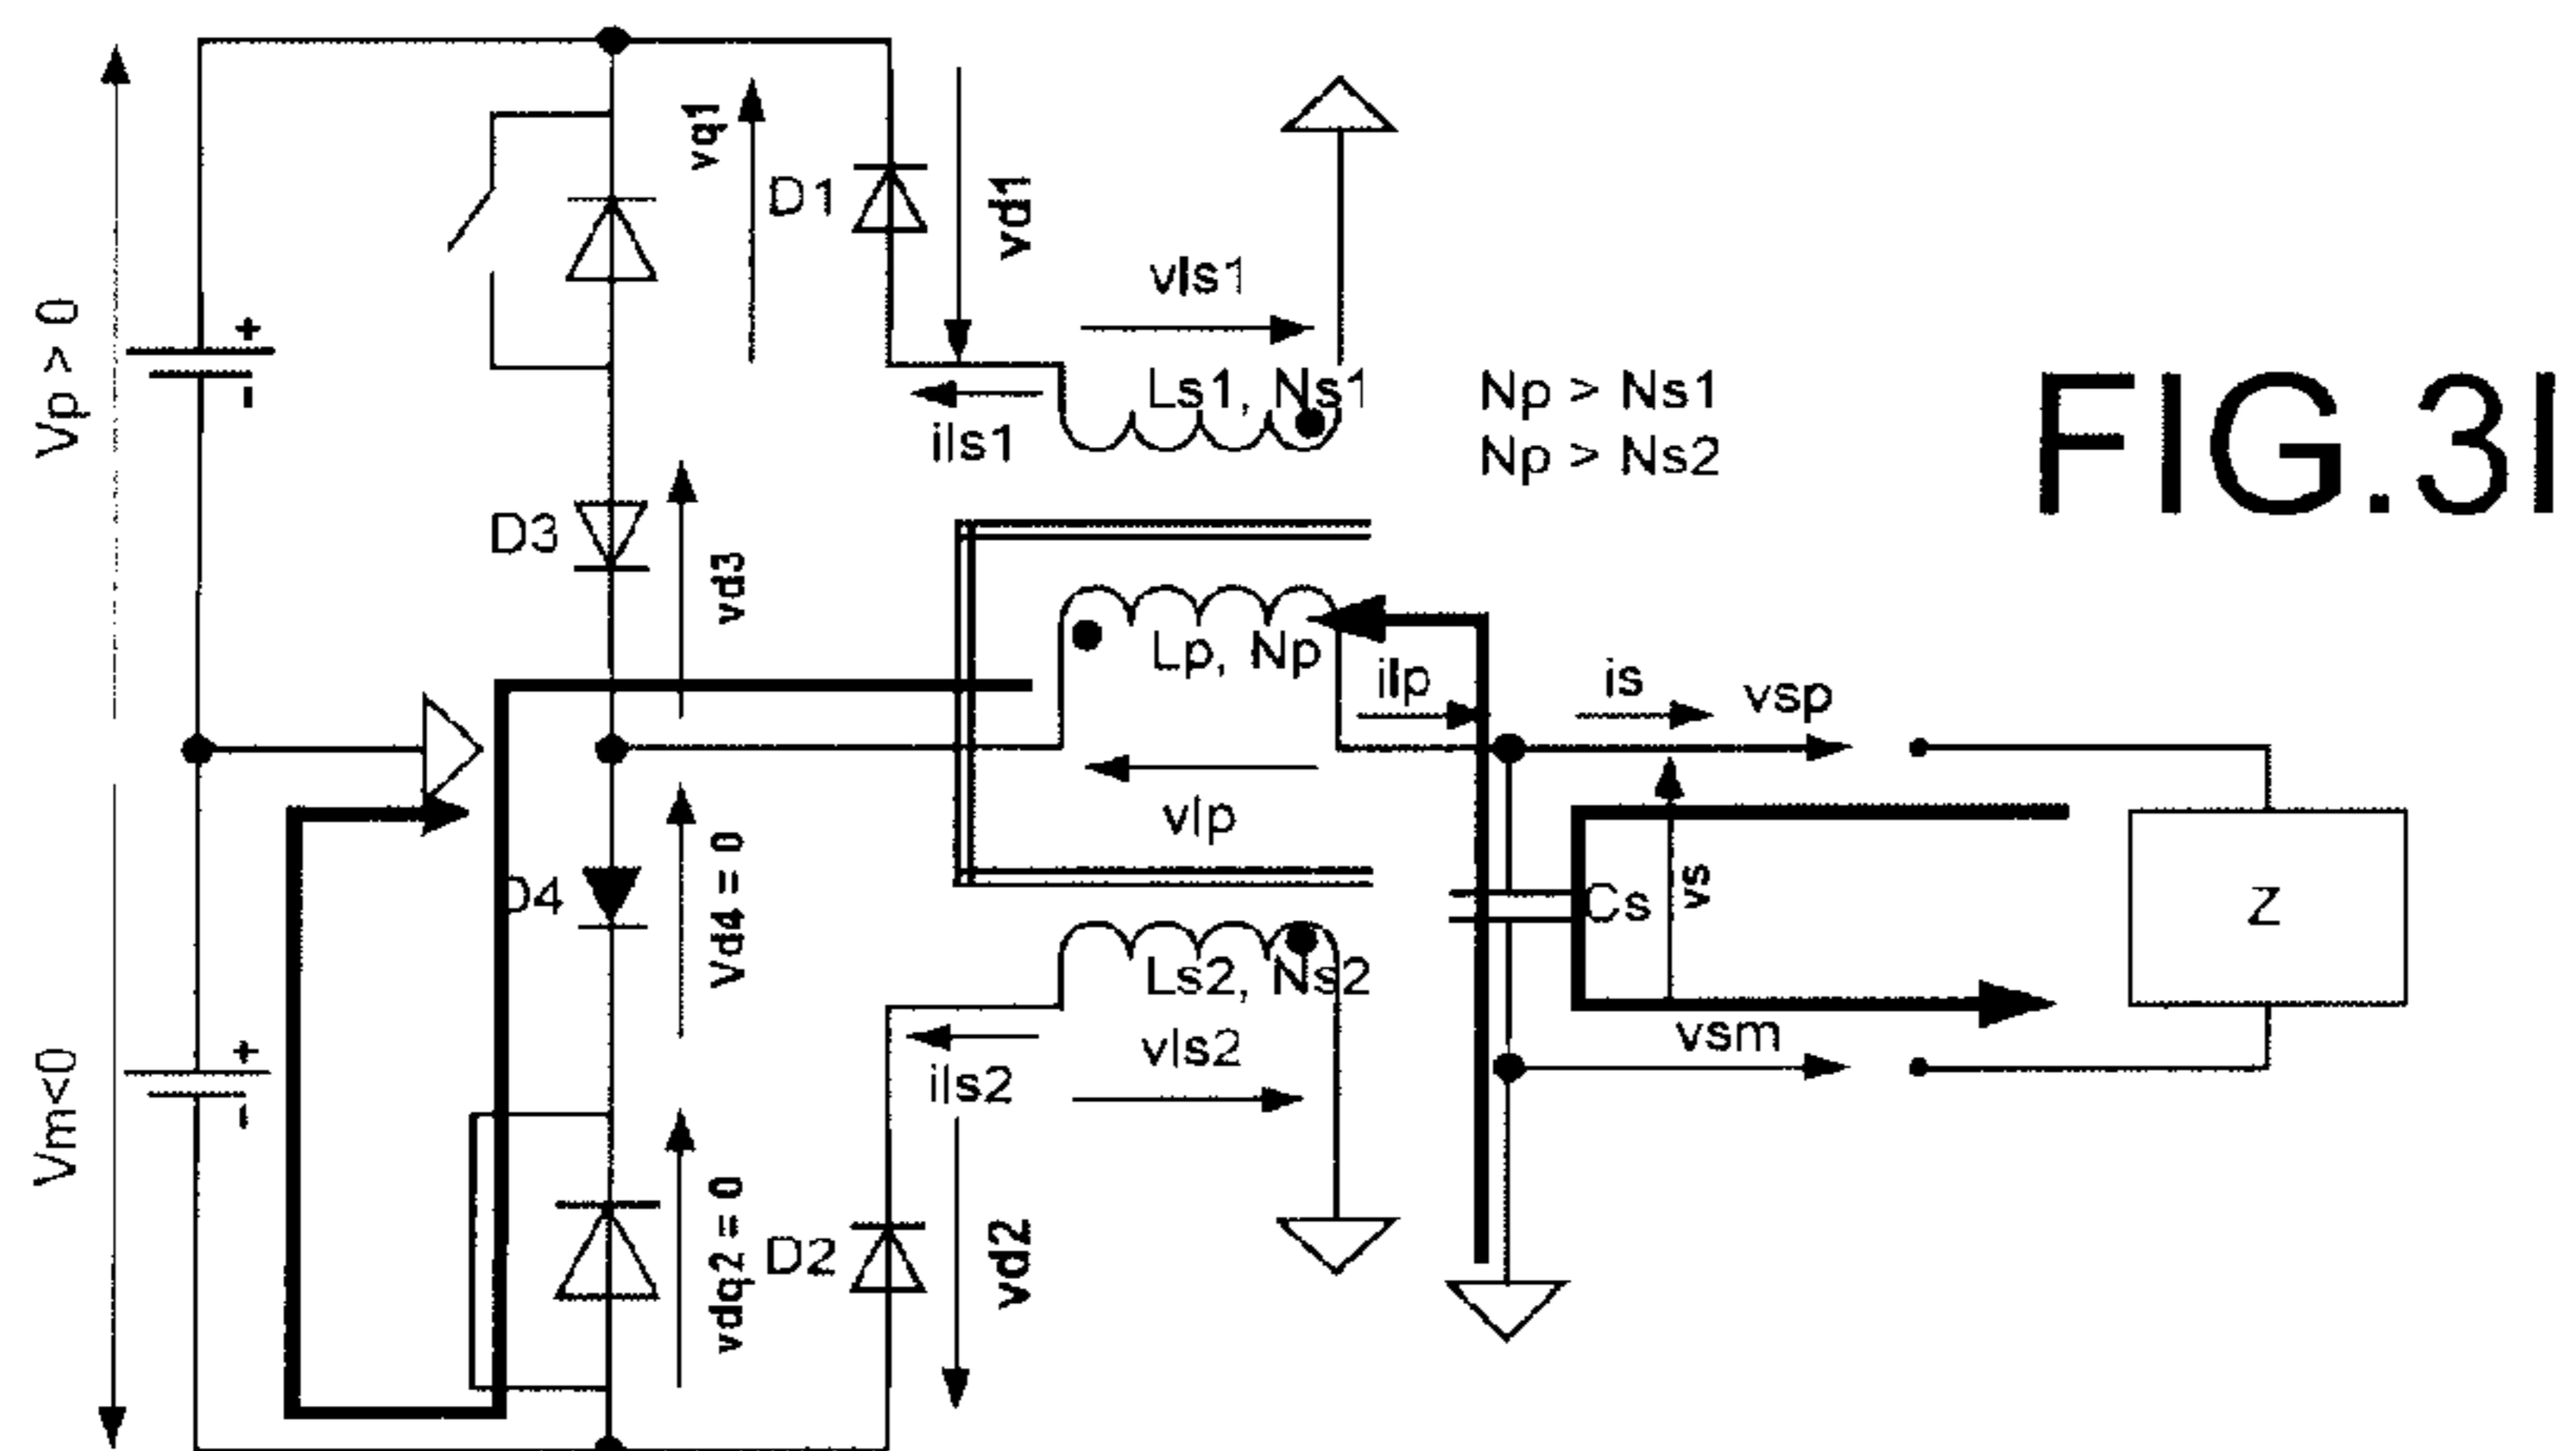 Vp > 0
+
-
vq1
D1
vd1
vls1
Ls1, Ns1
ils1
Np > Ns1
Np > Ns2
FIG.3I
D3
vd3
Lp, Np
ilp
is
vsp
vlp
D4
Vd4 = 0
Cs
vs
Z
Ls2, Ns2
vsm
Vm<0
+
-
ils2
vls2
vdq2 = 0
D2
vd2